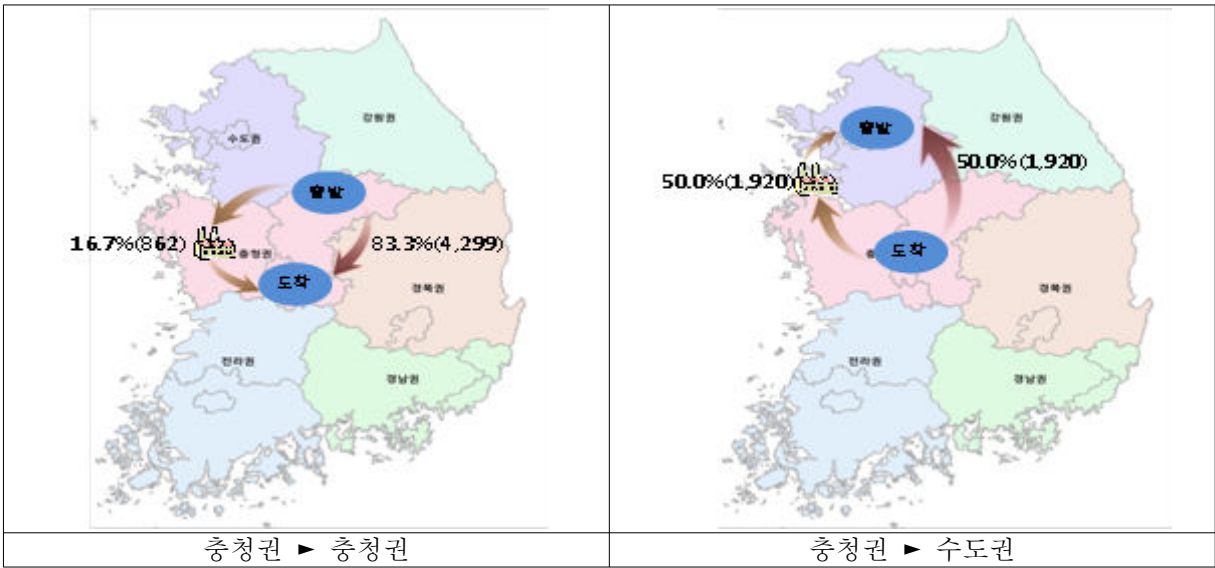 강원권
수도권
출발
16.7%(862)
충청권
83.3%(4,299)
도착
경북권
전라권
경남권
충청권 ► 충청권
강원권
출발
50.0%(1,920)
50.0%(1,920)
도착
경북권
전라권
경남권
충청권 ► 수도권